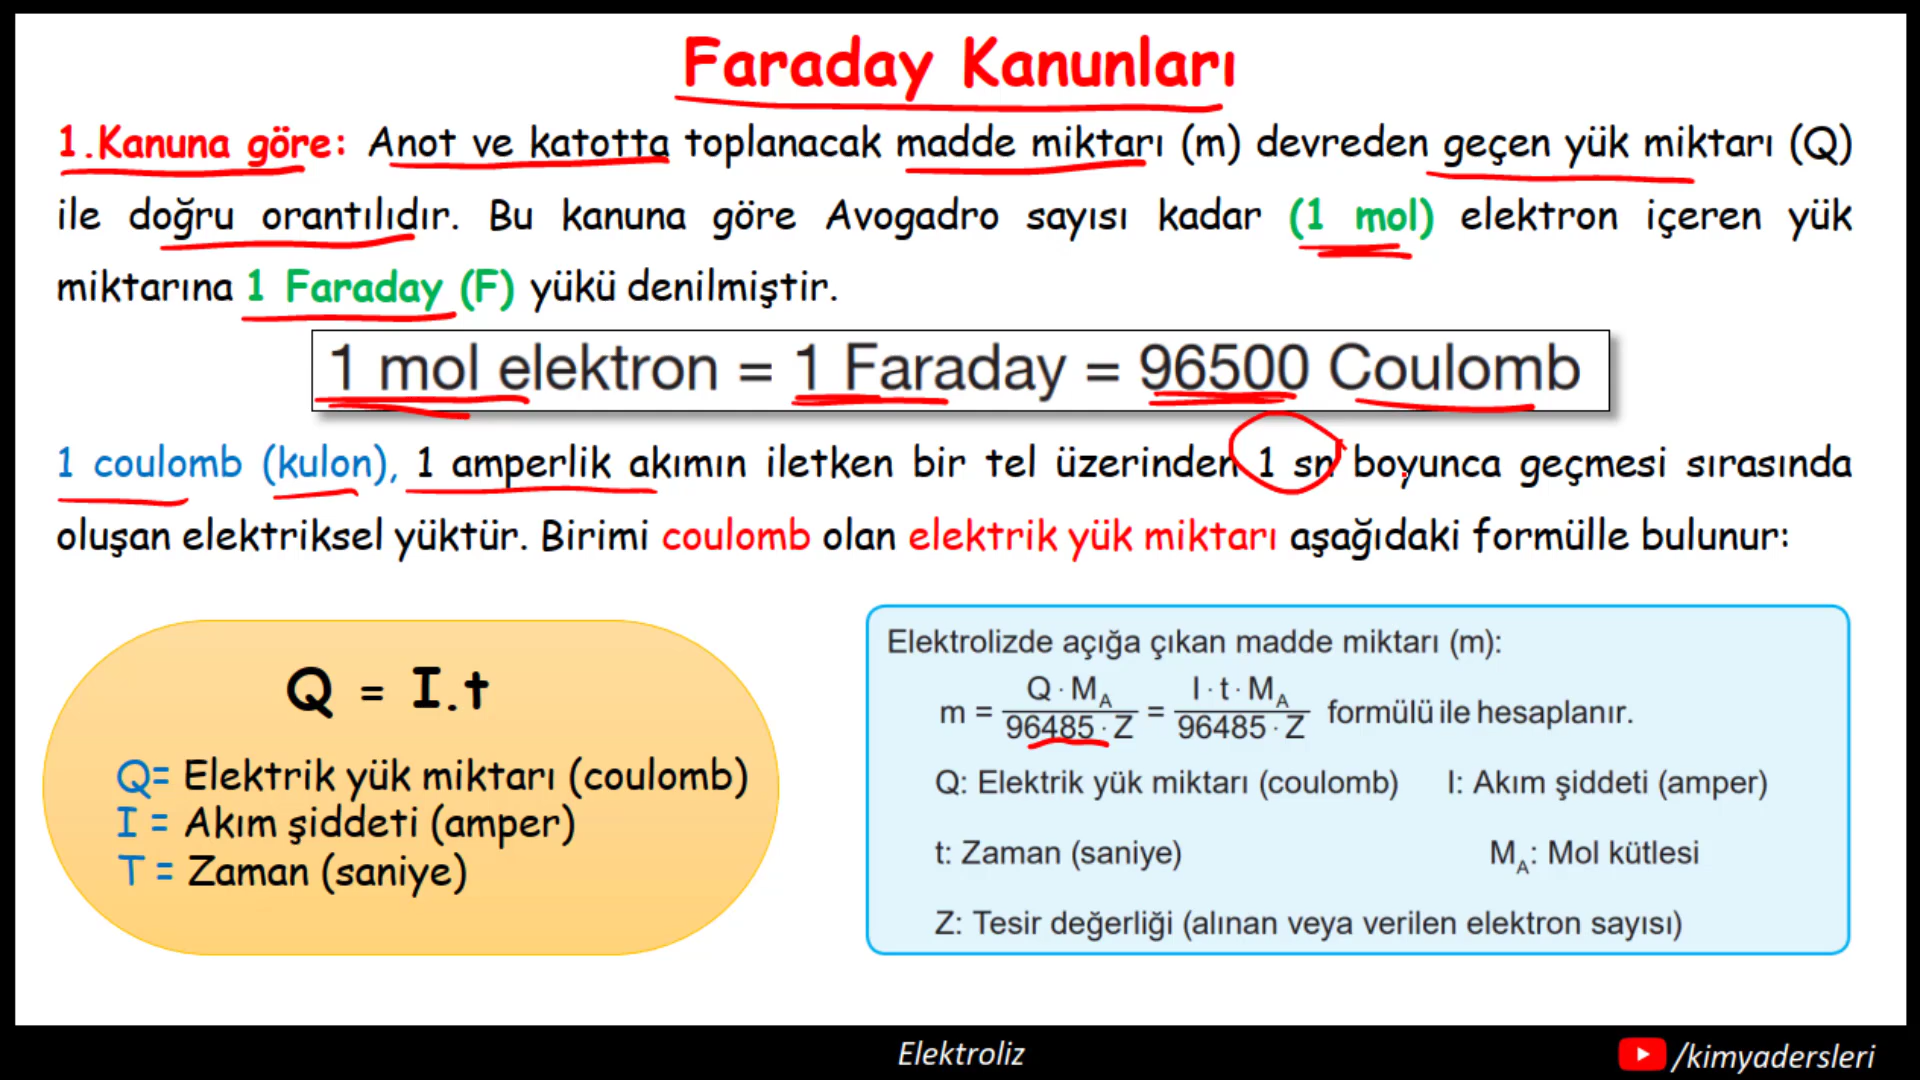 Faraday Kanunları
1.Kanuna göre: Anot ve katotta toplanacak madde miktarı (m) devreden geçen yük miktarı (Q)
ile doğru orantılıdır. Bu kanuna göre Avogadro sayısı kadar (1 mol) elektron içeren yük
miktarına 1 Faraday (F) yükü denilmiştir.
1 mol elektron = 1 Faraday = 96500 Coulomb
1 coulomb (kulon), 1 amperlik akımın iletken bir tel üzerinden 1 sn boyunca geçmesi sırasında
oluşan elektriksel yüktür. Birimi coulomb olan elektrik yük miktarı aşağıdaki formülle bulunur:
Q = I.t
Q= Elektrik yük miktarı (coulomb)
I = Akım şiddeti (amper)
T = Zaman (saniye)
Elektrolizde açığa çıkan madde miktarı (m):
m = Q · M_A / 96485 · Z = I · t · M_A / 96485 · Z formülü ile hesaplanır.
Q: Elektrik yük miktarı (coulomb) I: Akım şiddeti (amper)
t: Zaman (saniye) M_A: Mol kütlesi
Z: Tesir değerliği (alınan veya verilen elektron sayısı)
Elektroliz
/kimyadersleri